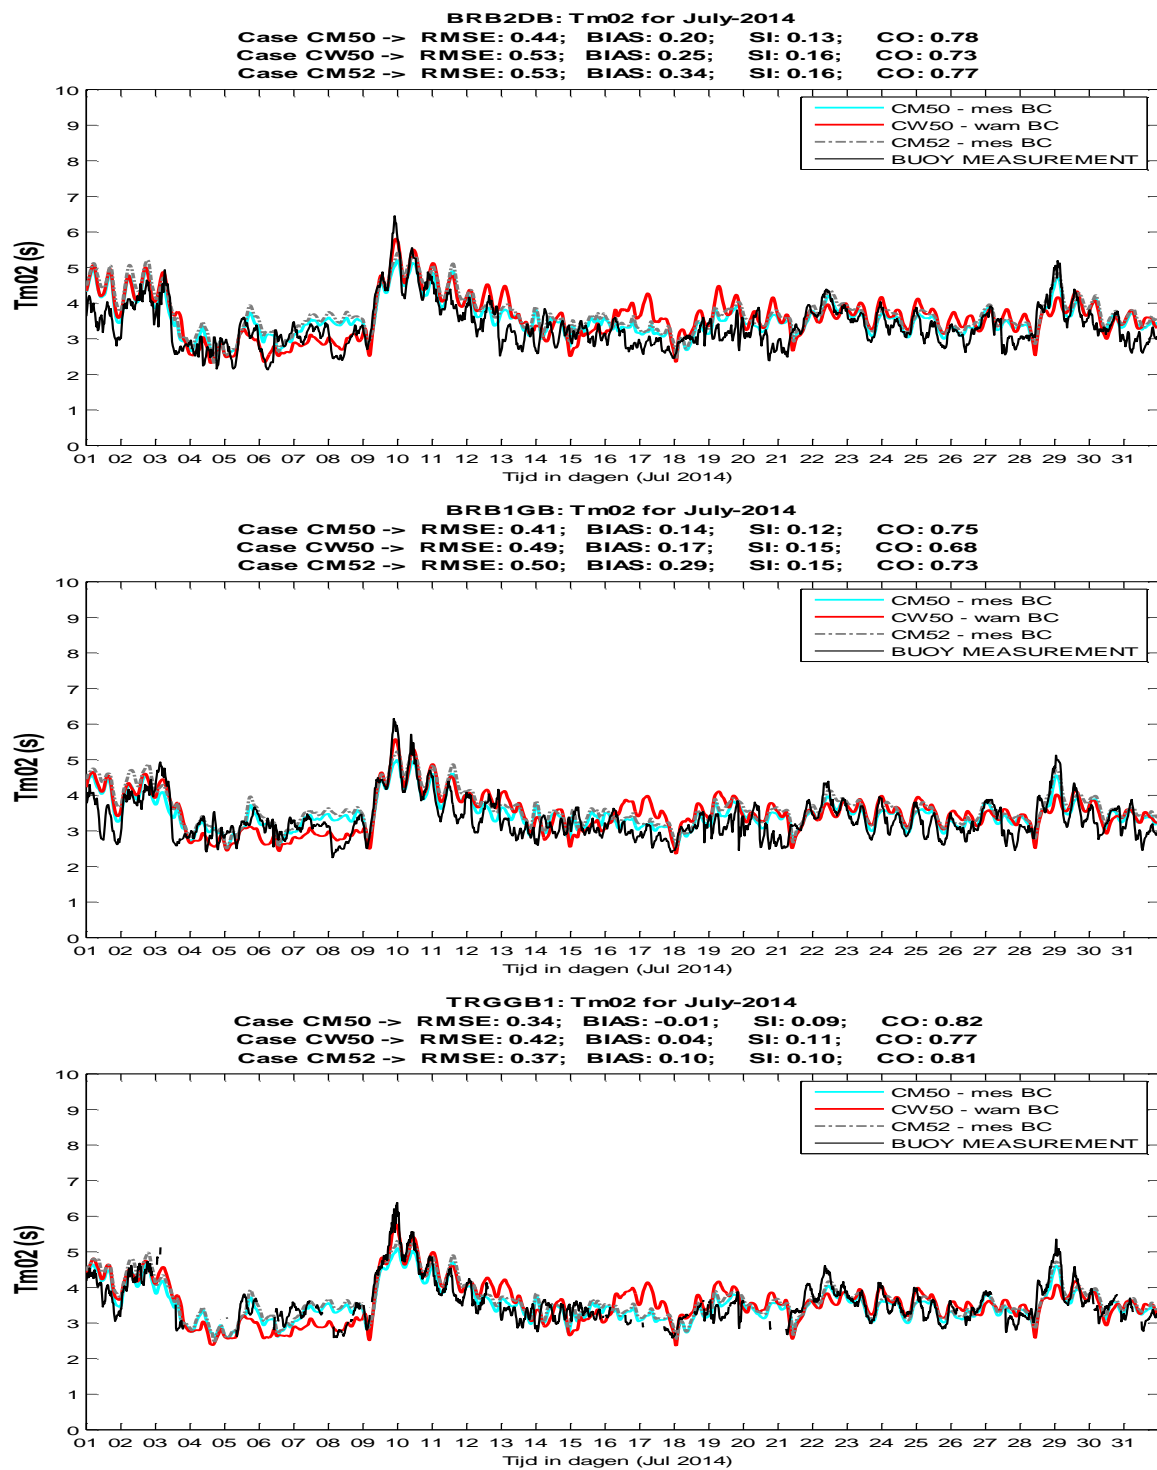 BRB2DB: Tm02 for July-2014
Case CM50 -> RMSE: 0.44; BIAS: 0.20; SI: 0.13; CO: 0.78
Case CW50 -> RMSE: 0.53; BIAS: 0.25; SI: 0.16; CO: 0.73
Case CM52 -> RMSE: 0.53; BIAS: 0.34; SI: 0.16; CO: 0.77
10
9
8
7
6
5
4
3
2
1
0
Tm02 (s)
CM50 - mes BC
CW50 - wam BC
CM52 - mes BC
BUOY MEASUREMENT
01 02 03 04 05 06 07 08 09 10 11 12 13 14 15 16 17 18 19 20 21 22 23 24 25 26 27 28 29 30 31
Tijd in dagen (Jul 2014)
BRB1GB: Tm02 for July-2014
Case CM50 -> RMSE: 0.41; BIAS: 0.14; SI: 0.12; CO: 0.75
Case CW50 -> RMSE: 0.49; BIAS: 0.17; SI: 0.15; CO: 0.68
Case CM52 -> RMSE: 0.50; BIAS: 0.29; SI: 0.15; CO: 0.73
10
9
8
7
6
5
4
3
2
1
0
Tm02 (s)
CM50 - mes BC
CW50 - wam BC
CM52 - mes BC
BUOY MEASUREMENT
01 02 03 04 05 06 07 08 09 10 11 12 13 14 15 16 17 18 19 20 21 22 23 24 25 26 27 28 29 30 31
Tijd in dagen (Jul 2014)
TRGGB1: Tm02 for July-2014
Case CM50 -> RMSE: 0.34; BIAS: -0.01; SI: 0.09; CO: 0.82
Case CW50 -> RMSE: 0.42; BIAS: 0.04; SI: 0.11; CO: 0.77
Case CM52 -> RMSE: 0.37; BIAS: 0.10; SI: 0.10; CO: 0.81
10
9
8
7
6
5
4
3
2
1
0
Tm02 (s)
CM50 - mes BC
CW50 - wam BC
CM52 - mes BC
BUOY MEASUREMENT
01 02 03 04 05 06 07 08 09 10 11 12 13 14 15 16 17 18 19 20 21 22 23 24 25 26 27 28 29 30 31
Tijd in dagen (Jul 2014)